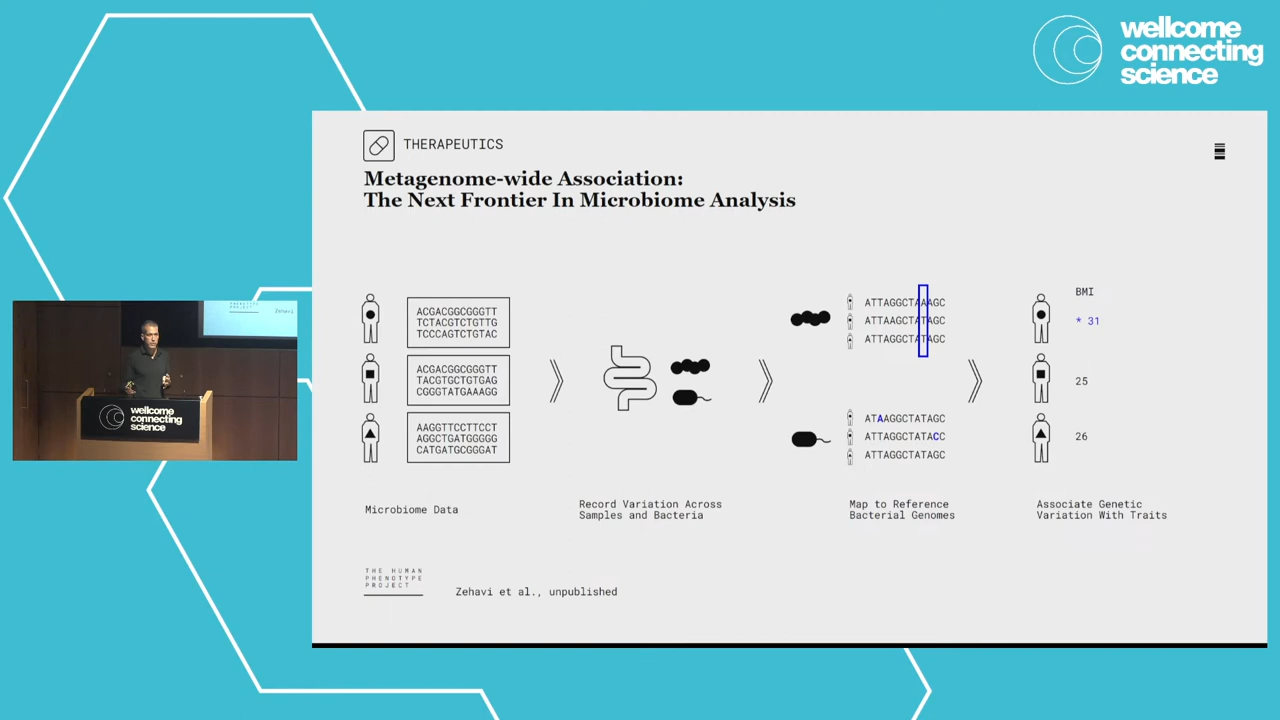 wellcome
connecting
science
THERAPEUTICS
Metagenome-wide Association:
The Next Frontier In Microbiome Analysis
ACGACGGCGGGTT
TCTACGTCTGTTG
TCCCAGTCTGTAC
ACGACGGCGGGTT
TACGTGCTGTGAG
CGGGTATGAAAGG
AAGGTTCCTTCCT
AGGCTGATGGGGG
CATGATGCGGGAT
Microbiome Data
Record Variation Across
Samples and Bacteria
ATTAGGCTAAAGC
ATTAAGCTATAGC
ATTAGGCTATAGC
ATAAGGCTATAGC
ATTAGGCTATACC
ATTAGGCTATAGC
Map to Reference
Bacterial Genomes
BMI
* 31
25
26
Associate Genetic
Variation With Traits
THE HUMAN
PHENOTYPE
PROJECT
Zehavi et al., unpublished
Zehavi
wellcome
connecting
science